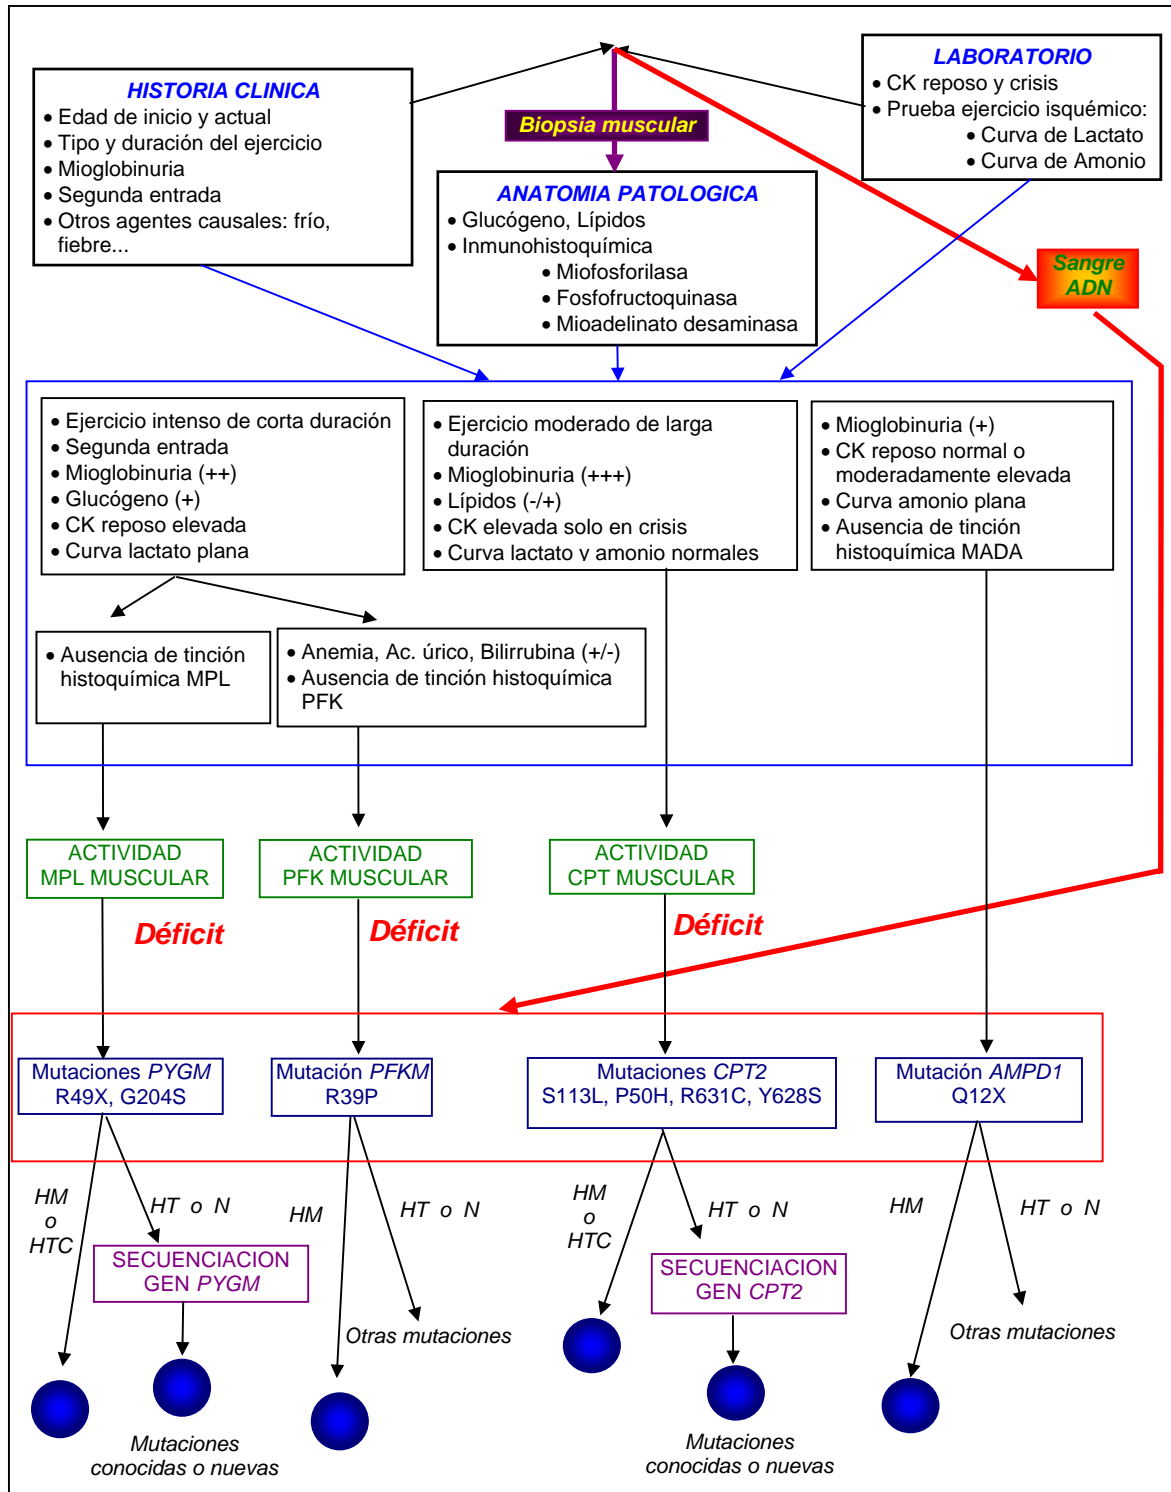 HISTORIA CLINICA
• Edad de inicio y actual
• Tipo y duración del ejercicio
• Mioglobinuria
• Segunda entrada
• Otros agentes causales: frío,
fiebre...
Biopsia muscular
LABORATORIO
• CK reposo y crisis
• Prueba ejercicio isquémico:
• Curva de Lactato
• Curva de Amonio
ANATOMIA PATOLOGICA
• Glucógeno, Lípidos
• Inmunohistoquímica
• Miofosforilasa
• Fosfofructoquinasa
• Mioadelinato desaminasa
Sangre
ADN
• Ejercicio intenso de corta duración
• Segunda entrada
• Mioglobinuria (++)
• Glucógeno (+)
• CK reposo elevada
• Curva lactato plana
• Ejercicio moderado de larga
duración
• Mioglobinuria (+++)
• Lípidos (-/+)
• CK elevada solo en crisis
• Curva lactato y amonio normales
• Mioglobinuria (+)
• CK reposo normal o
moderadamente elevada
• Curva amonio plana
• Ausencia de tinción
histoquímica MADA
• Ausencia de tinción
histoquímica MPL
• Anemia, Ac. úrico, Bilirrubina (+/-)
• Ausencia de tinción histoquímica
PFK
ACTIVIDAD
MPL MUSCULAR
ACTIVIDAD
PFK MUSCULAR
ACTIVIDAD
CPT MUSCULAR
Déficit
Déficit
Déficit
Mutaciones PYGM
R49X, G204S
Mutación PFKM
R39P
Mutaciones CPT2
S113L, P50H, R631C, Y628S
Mutación AMPD1
Q12X
HM
o
HTC
HT o N
HM
HT o N
HM
o
HTC
HT o N
HM
HT o N
SECUENCIACION
GEN PYGM
SECUENCIACION
GEN CPT2
Otras mutaciones
Otras mutaciones
Mutaciones
conocidas o nuevas
Mutaciones
conocidas o nuevas